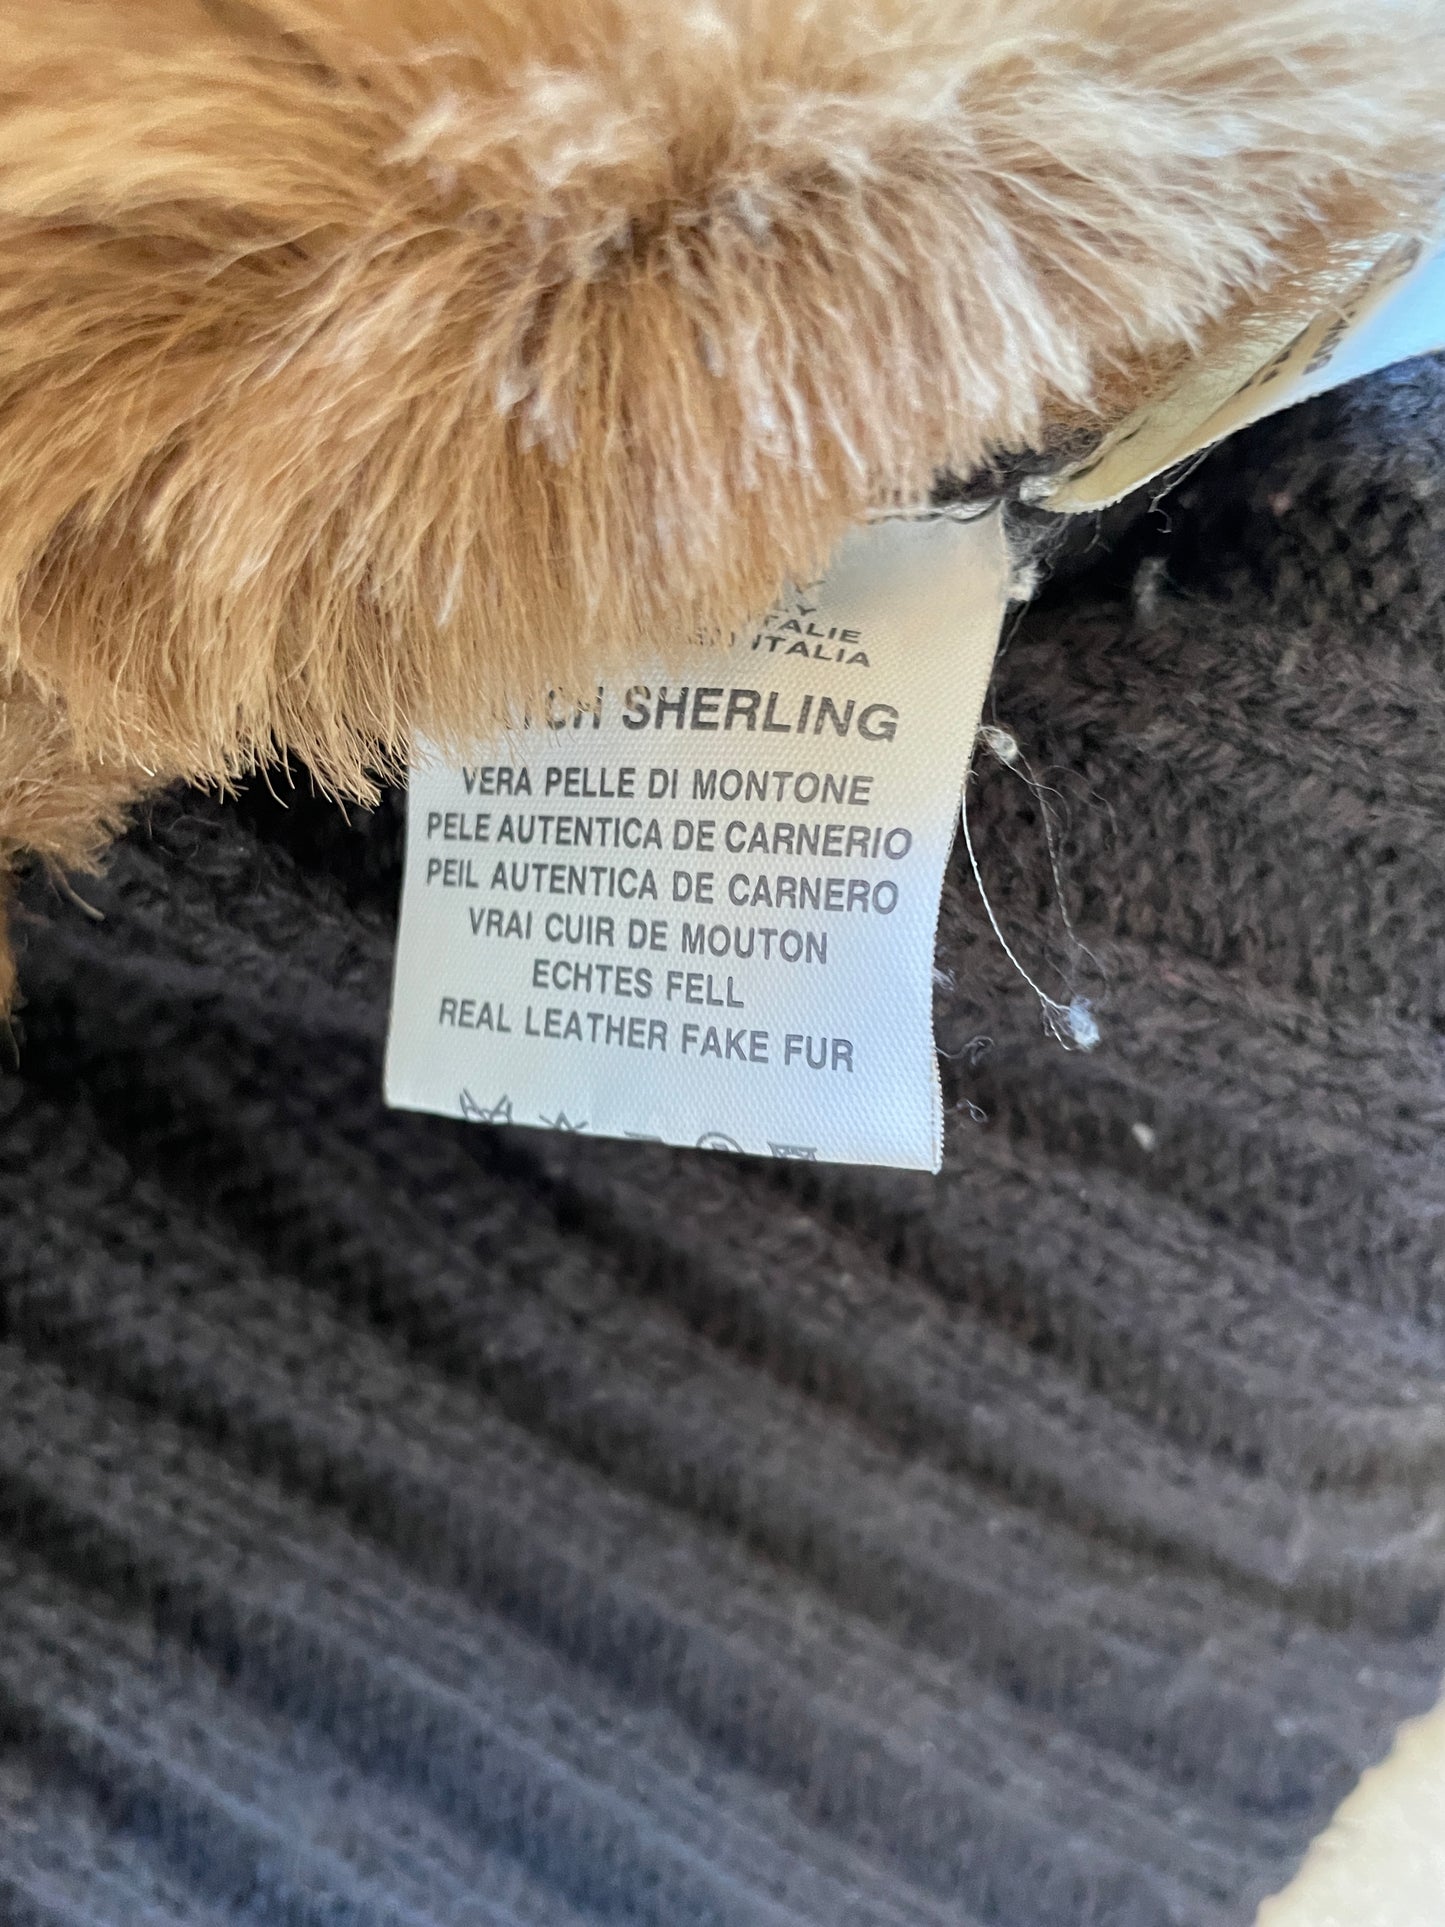 ITALIA
SHERLING
VERA PELLE DI MONTONE
PELE AUTENTICA DE CARNERIO
PEIL AUTENTICA DE CARNERO
VRAI CUIR DE MOUTON
ECHTES FELL
REAL LEATHER FAKE FUR